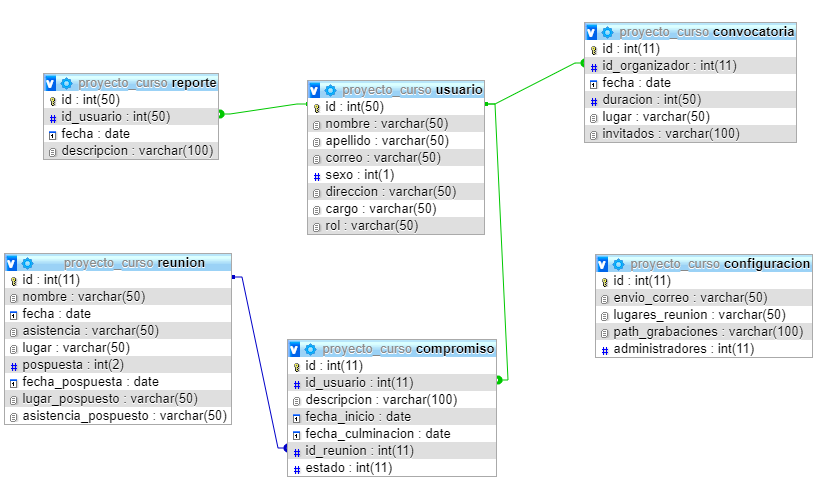 proyecto_curso reporte
id : int(50)
id_usuario : int(50)
fecha : date
descripcion : varchar(100)
proyecto_curso usuario
id : int(50)
nombre : varchar(50)
apellido : varchar(50)
correo : varchar(50)
sexo : int(1)
direccion : varchar(50)
cargo : varchar(50)
rol : varchar(50)
proyecto_curso convocatoria
id : int(11)
id_organizador : int(11)
fecha : date
duracion : int(50)
lugar : varchar(50)
invitados : varchar(100)
proyecto_curso reunion
id : int(11)
nombre : varchar(50)
fecha : date
asistencia : varchar(50)
lugar : varchar(50)
pospuesta : int(2)
fecha_pospuesta : date
lugar_pospuesto : varchar(50)
asistencia_pospuesto : varchar(50)
proyecto_curso compromiso
id : int(11)
id_usuario : int(11)
descripcion : varchar(100)
fecha_inicio : date
fecha_culminacion : date
id_reunion : int(11)
estado : int(11)
proyecto_curso configuracion
id : int(11)
envio_correo : varchar(50)
lugares_reunion : varchar(50)
path_grabaciones : varchar(100)
administradores : int(11)